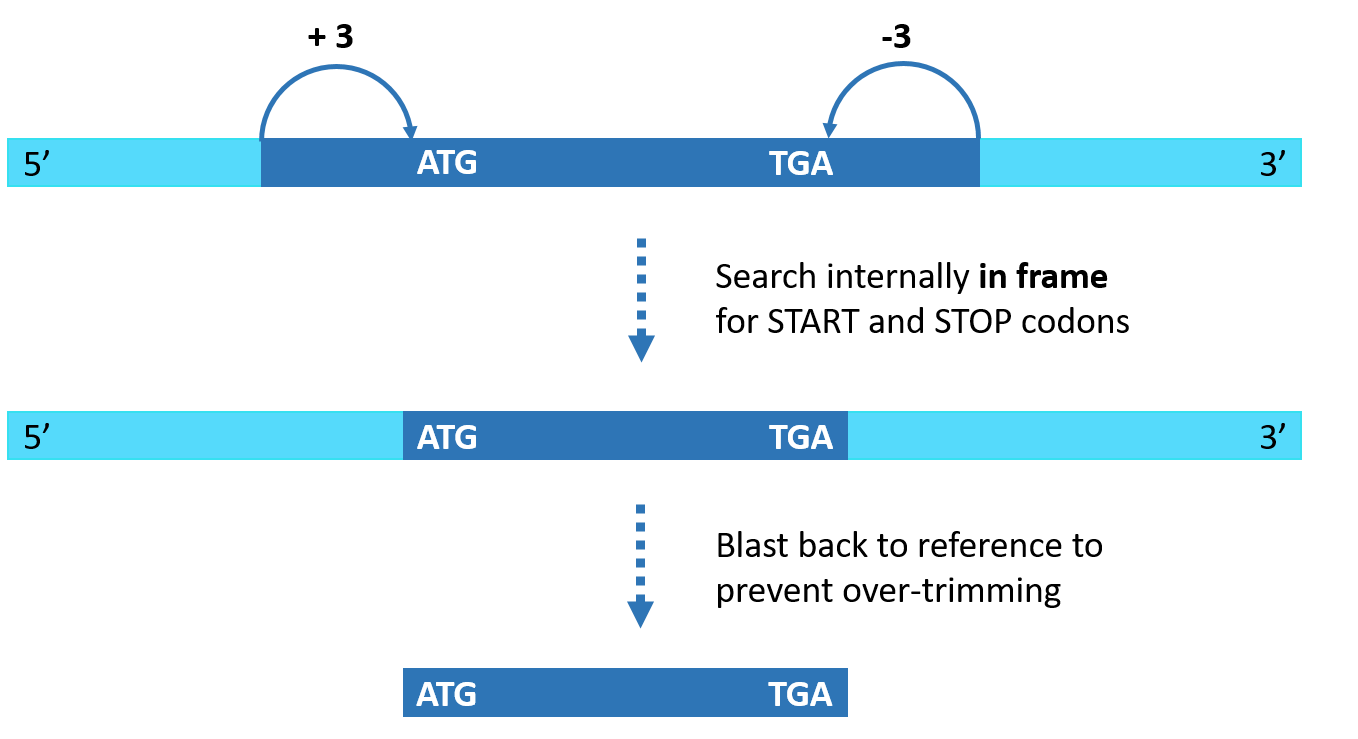 + 3
-3
5’
ATG
TGA
3’
Search internally in frame
for START and STOP codons
5’
ATG
TGA
3’
Blast back to reference to
prevent over-trimming
ATG
TGA